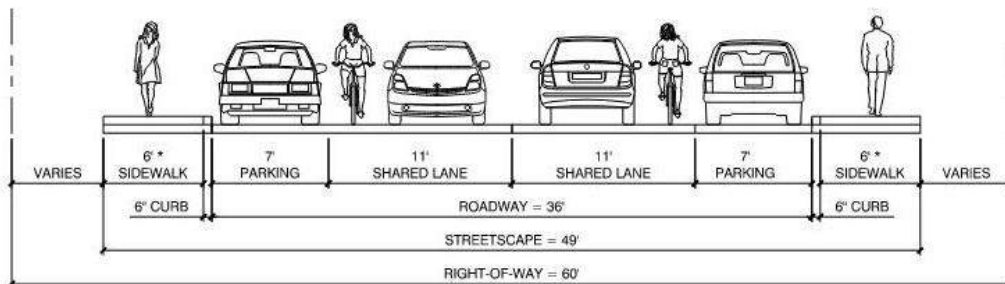 6' *
7'
11'
11'
7'
6' *
VARIES
SIDEWALK
PARKING
SHARED LANE
SHARED LANE
PARKING
SIDEWALK
VARIES
6" CURB
ROADWAY = 36'
6" CURB
STREETSCAPE = 49'
RIGHT-OF-WAY = 60'